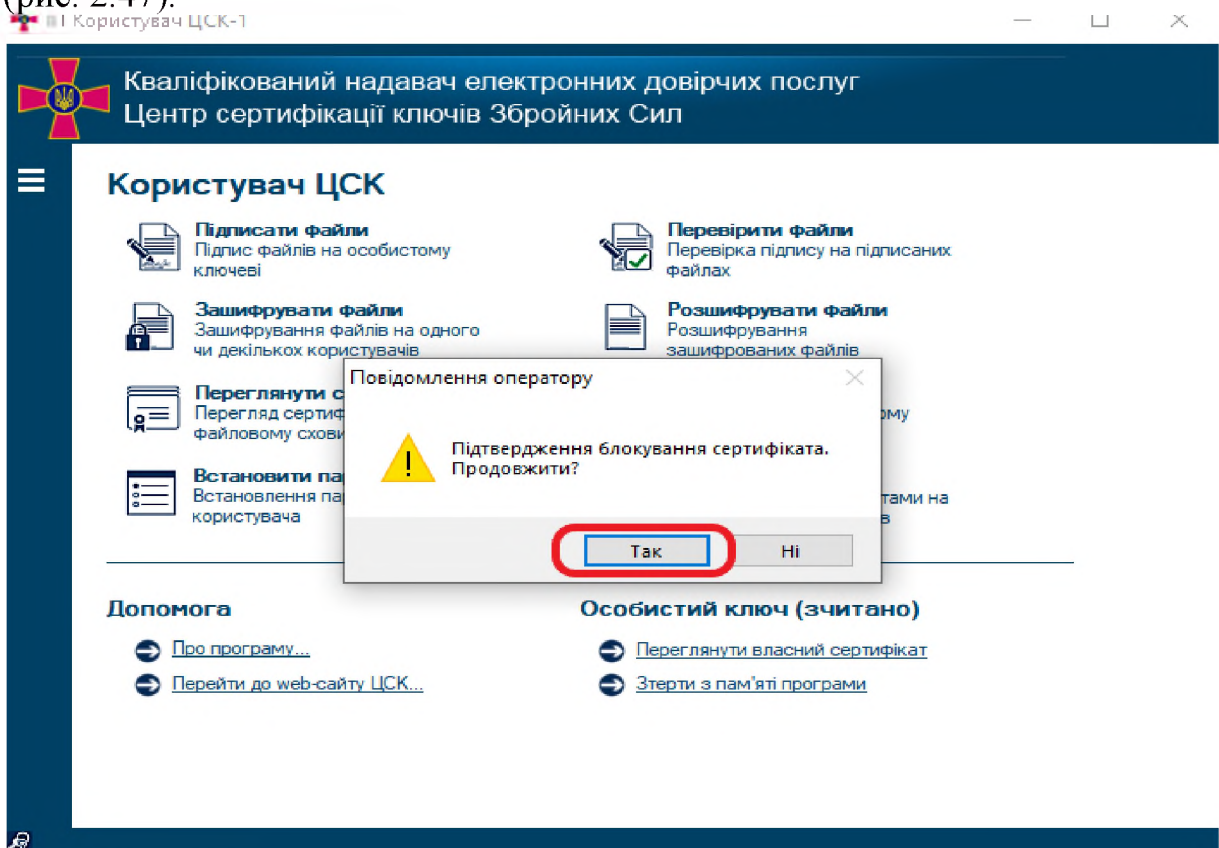 (рис. 2.47).
ІІТ Користувач ЦСК-1
Кваліфікований надавач електронних довірчих послуг
Центр сертифікації ключів Збройних Сил
Користувач ЦСК
Підписати файли
Підпис файлів на особистому
ключеві
Перевірити файли
Перевірка підпису на підписаних
файлах
Зашифрувати файли
Зашифрування файлів на одного
чи декількох користувачів
Розшифрувати файли
Розшифрування
зашифрованих файлів
Переглянути с
Перегляд сертиф
файловому схови
ому
Встановити па
Встановлення па
користувача
тами на
в
Повідомлення оператору
Підтвердження блокування сертифіката.
Продовжити?
Так
Ні
Допомога
Про програму...
Перейти до web-сайту ЦСК...
Особистий ключ (зчитано)
Переглянути власний сертифікат
Зтерти з пам'яті програми